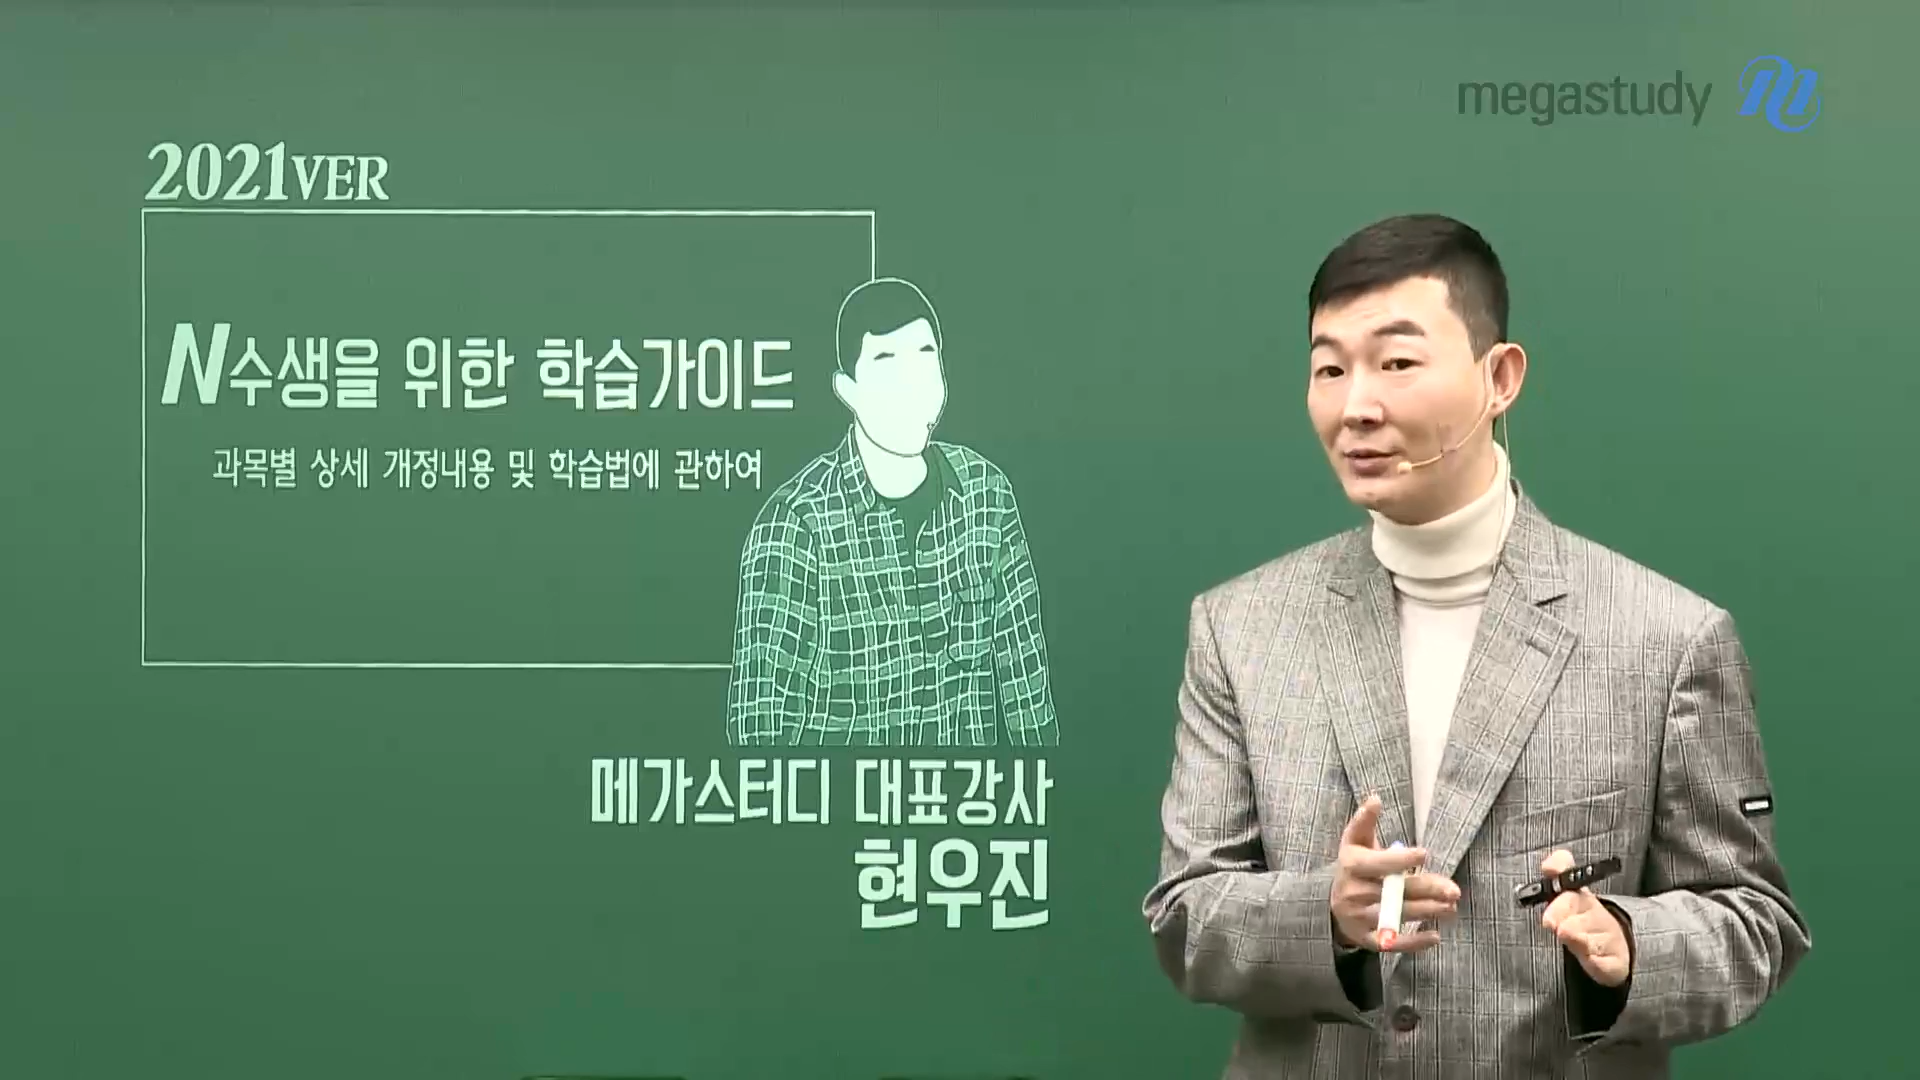 megastudy
2021VER
N수생을 위한 학습가이드
과목별 상세 개정내용 및 학습법에 관하여
메가스터디 대표강사
현우진